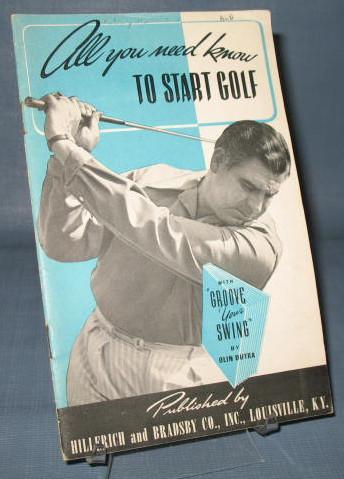 All you need know
TO START GOLF
WITH
"GROOVE
Your
SWING"
BY
OLIN DUTRA
Published by
HILLERICH and BRADSBY CO., INC., LOUISVILLE, KY.